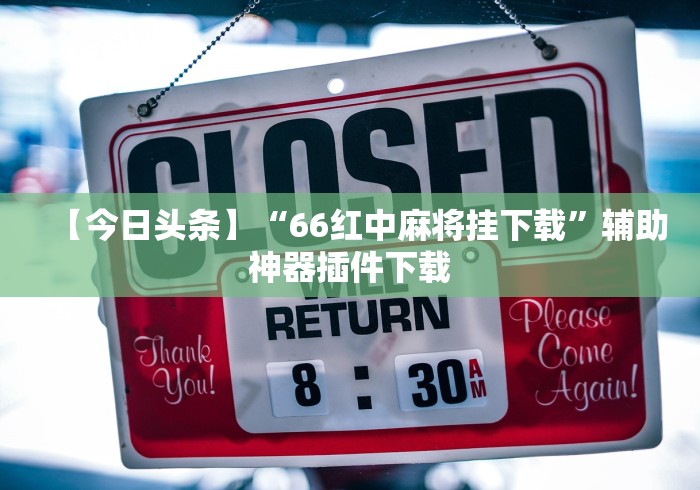 CLOSED
【今日头条】“66红中麻将挂下载”辅助
神器插件下载
WILL
RETURN
Thank
You!
8:30 AM
Please
Come
Again!